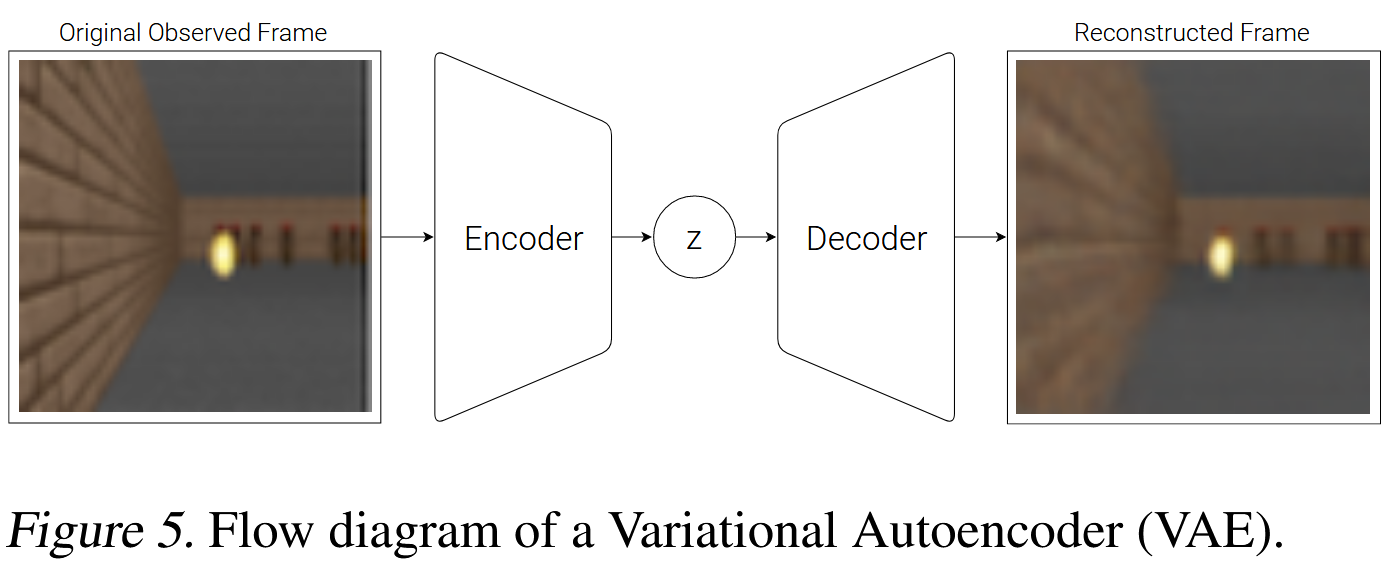 Original Observed Frame
Reconstructed Frame
Encoder
z
Decoder
Figure 5. Flow diagram of a Variational Autoencoder (VAE).